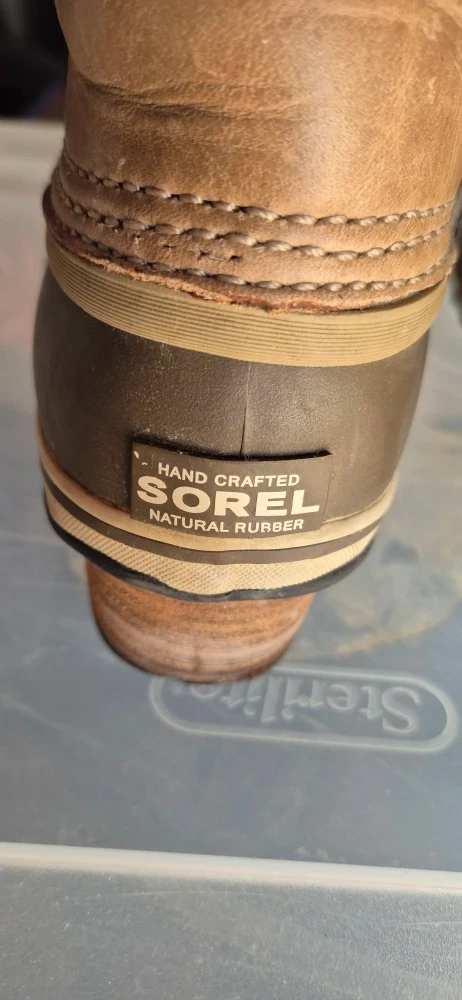 HAND CRAFTED
SOREL
NATURAL RUBBER
Sterilite